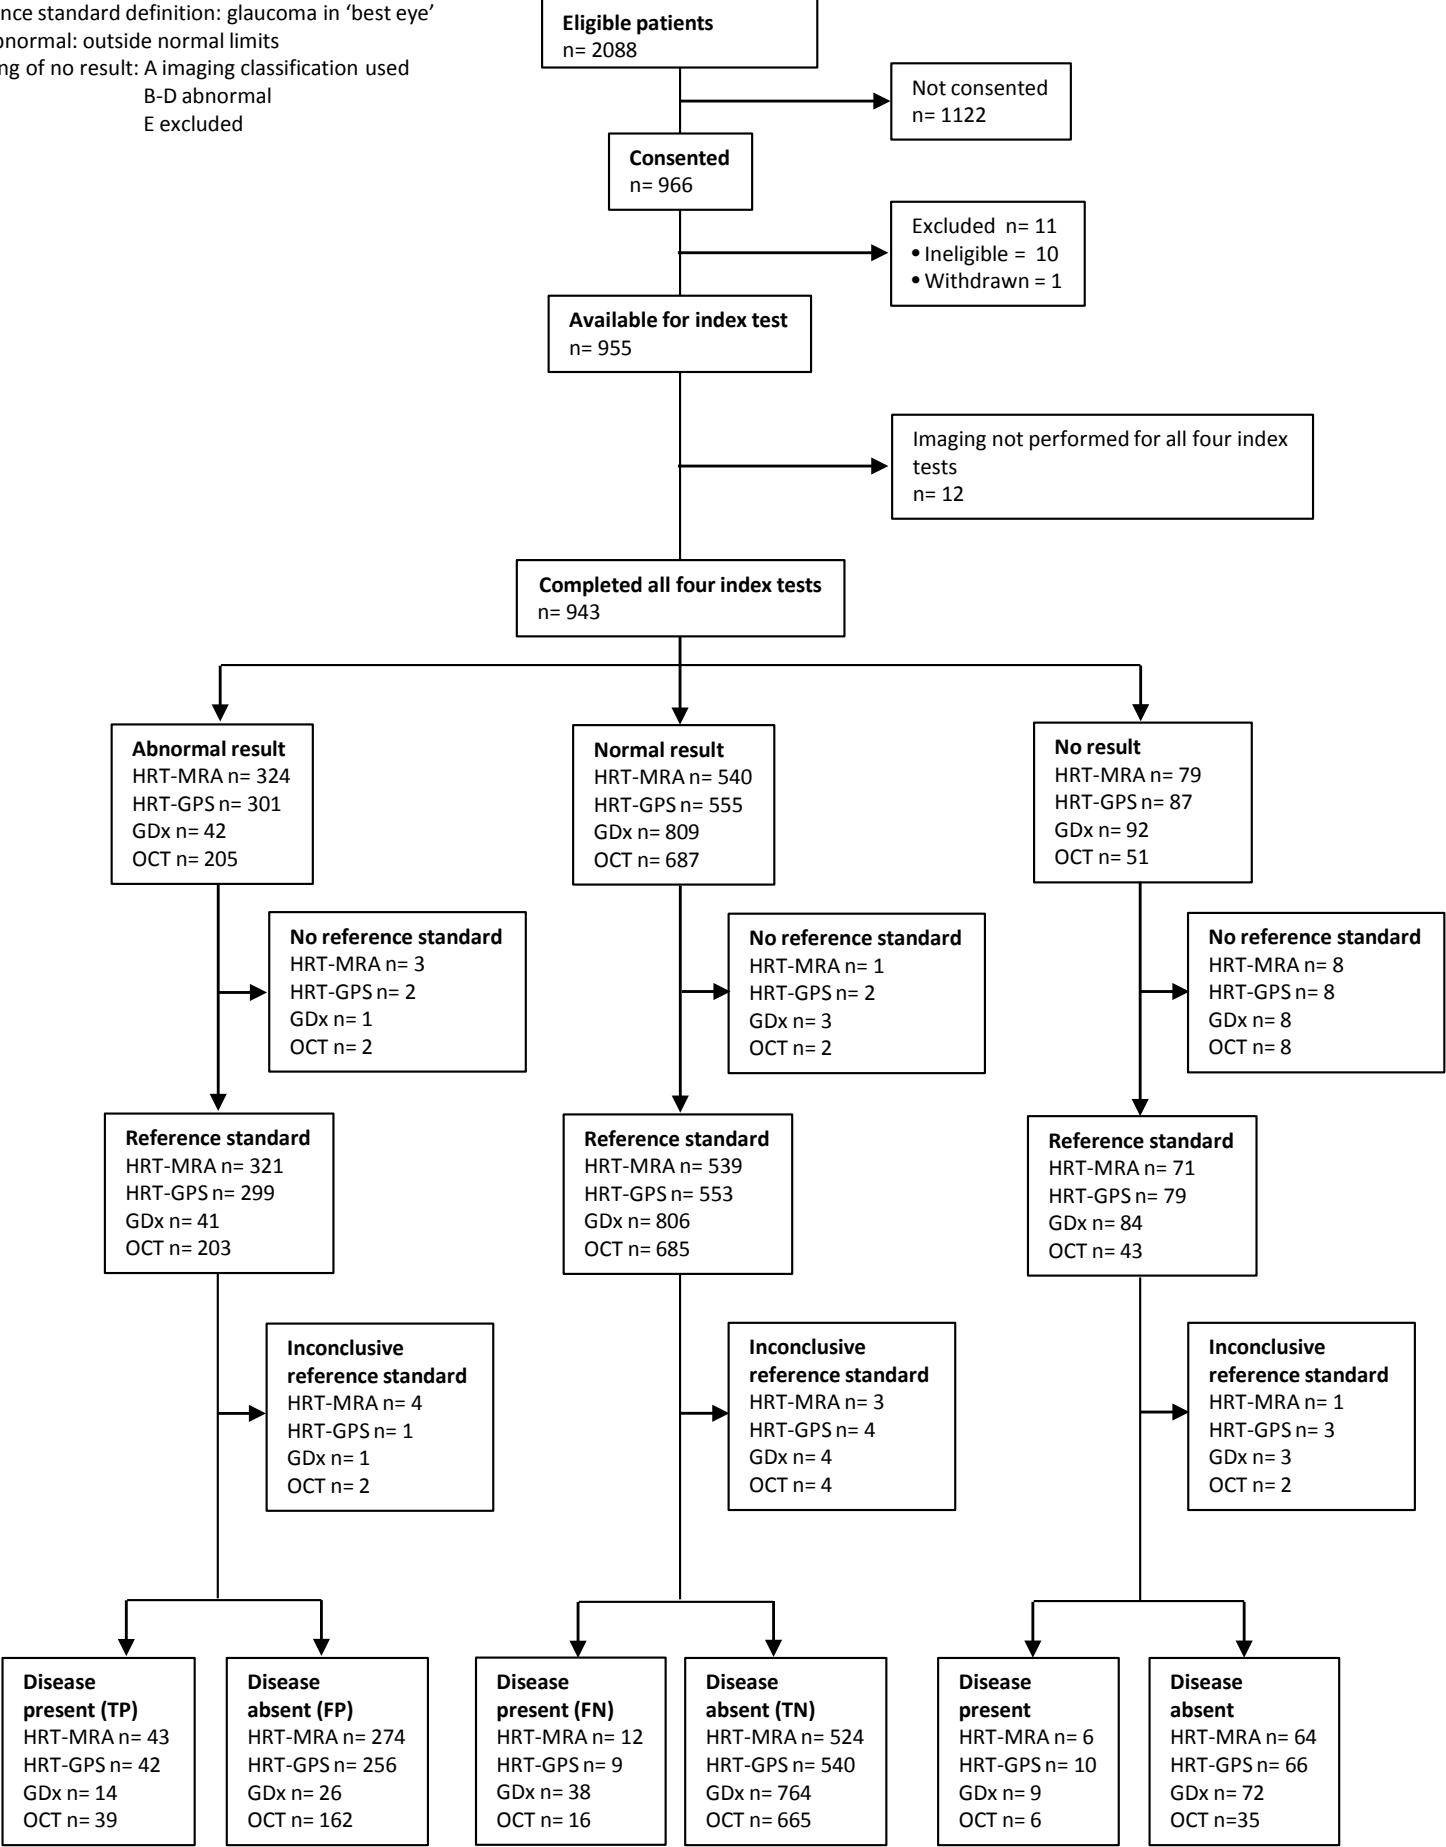 nce standard definition: glaucoma in ‘best eye’
normal: outside normal limits
ng of no result: A imaging classification used
B-D abnormal
E excluded
Eligible patients
n= 2088
Not consented
n= 1122
Consented
n= 966
Excluded n= 11
• Ineligible = 10
• Withdrawn = 1
Available for index test
n= 955
Imaging not performed for all four index
tests
n= 12
Completed all four index tests
n= 943
Abnormal result
HRT-MRA n= 324
HRT-GPS n= 301
GDx n= 42
OCT n= 205
Normal result
HRT-MRA n= 540
HRT-GPS n= 555
GDx n= 809
OCT n= 687
No result
HRT-MRA n= 79
HRT-GPS n= 87
GDx n= 92
OCT n= 51
No reference standard
HRT-MRA n= 3
HRT-GPS n= 2
GDx n= 1
OCT n= 2
No reference standard
HRT-MRA n= 1
HRT-GPS n= 2
GDx n= 3
OCT n= 2
No reference standard
HRT-MRA n= 8
HRT-GPS n= 8
GDx n= 8
OCT n= 8
Reference standard
HRT-MRA n= 321
HRT-GPS n= 299
GDx n= 41
OCT n= 203
Reference standard
HRT-MRA n= 539
HRT-GPS n= 553
GDx n= 806
OCT n= 685
Reference standard
HRT-MRA n= 71
HRT-GPS n= 79
GDx n= 84
OCT n= 43
Inconclusive
reference standard
HRT-MRA n= 4
HRT-GPS n= 1
GDx n= 1
OCT n= 2
Inconclusive
reference standard
HRT-MRA n= 3
HRT-GPS n= 4
GDx n= 4
OCT n= 4
Inconclusive
reference standard
HRT-MRA n= 1
HRT-GPS n= 3
GDx n= 3
OCT n= 2
Disease
present (TP)
HRT-MRA n= 43
HRT-GPS n= 42
GDx n= 14
OCT n= 39
Disease
absent (FP)
HRT-MRA n= 274
HRT-GPS n= 256
GDx n= 26
OCT n= 162
Disease
present (FN)
HRT-MRA n= 12
HRT-GPS n= 9
GDx n= 38
OCT n= 16
Disease
absent (TN)
HRT-MRA n= 524
HRT-GPS n= 540
GDx n= 764
OCT n= 665
Disease
present
HRT-MRA n= 6
HRT-GPS n= 10
GDx n= 9
OCT n= 6
Disease
absent
HRT-MRA n= 64
HRT-GPS n= 66
GDx n= 72
OCT n= 35